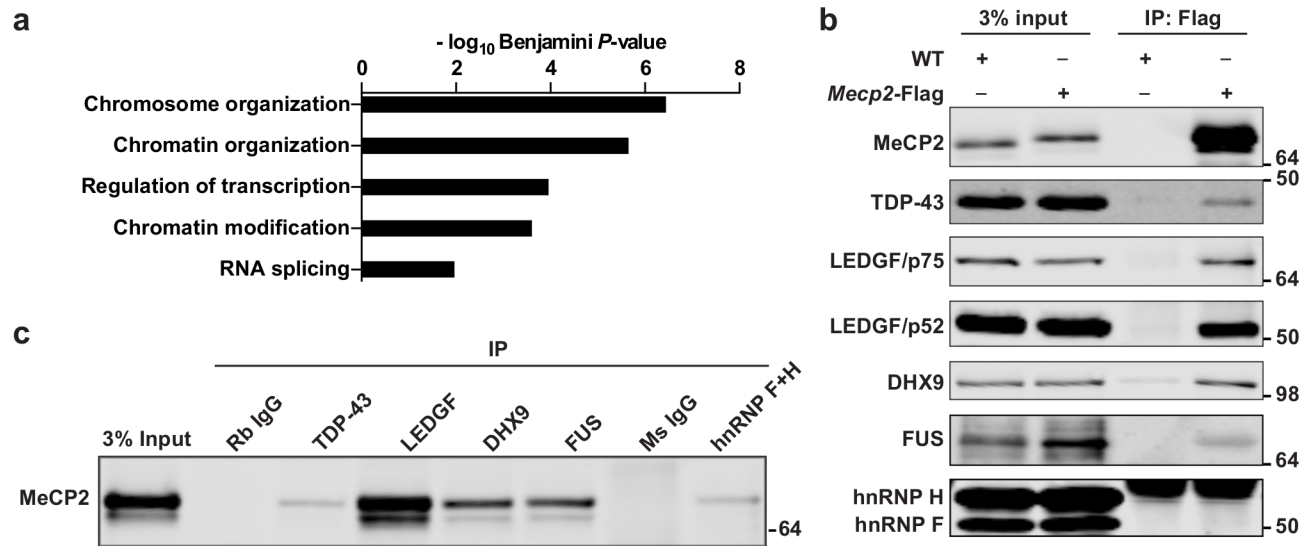 a
- log10 Benjamini P-value
0 2 4 6 8
Chromosome organization
Chromatin organization
Regulation of transcription
Chromatin modification
RNA splicing
b
3% input IP: Flag
WT + – + –
Mecp2-Flag – + – +
MeCP2
64
50
TDP-43
LEDGF/p75
64
LEDGF/p52
50
DHX9
98
FUS
64
hnRNP H
hnRNP F
50
c
IP
3% Input Rb IgG TDP-43 LEDGF DHX9 FUS Ms IgG hnRNP F+H
MeCP2
64